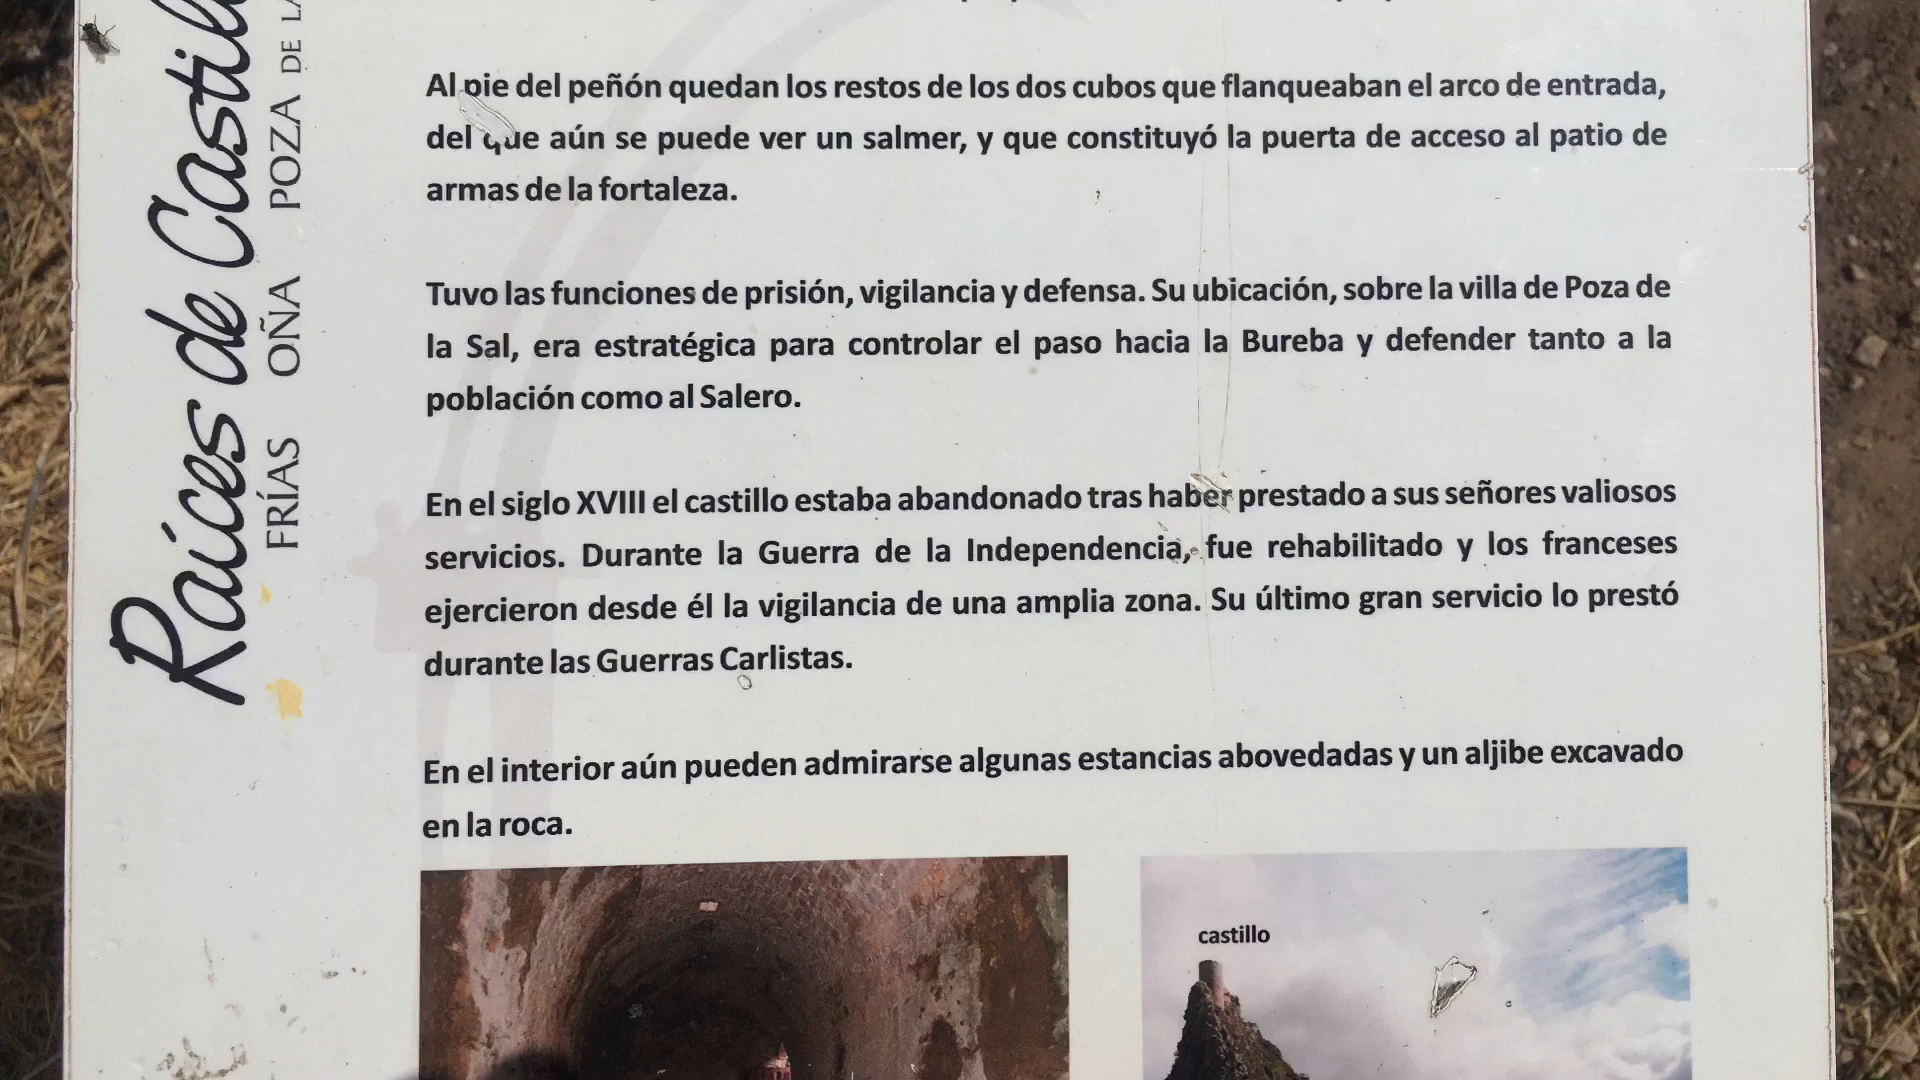 Raíces de Castil
FRÍAS OÑA POZA DE LA
Al pie del peñón quedan los restos de los dos cubos que flanqueaban el arco de entrada,
del que aún se puede ver un salmer, y que constituyó la puerta de acceso al patio de
armas de la fortaleza.
Tuvo las funciones de prisión, vigilancia y defensa. Su ubicación, sobre la villa de Poza de
la Sal, era estratégica para controlar el paso hacia la Bureba y defender tanto a la
población como al Salero.
En el siglo XVIII el castillo estaba abandonado tras haber prestado a sus señores valiosos
servicios. Durante la Guerra de la Independencia, fue rehabilitado y los franceses
ejercieron desde él la vigilancia de una amplia zona. Su último gran servicio lo prestó
durante las Guerras Carlistas.
En el interior aún pueden admirarse algunas estancias abovedadas y un aljibe excavado
en la roca.
castillo